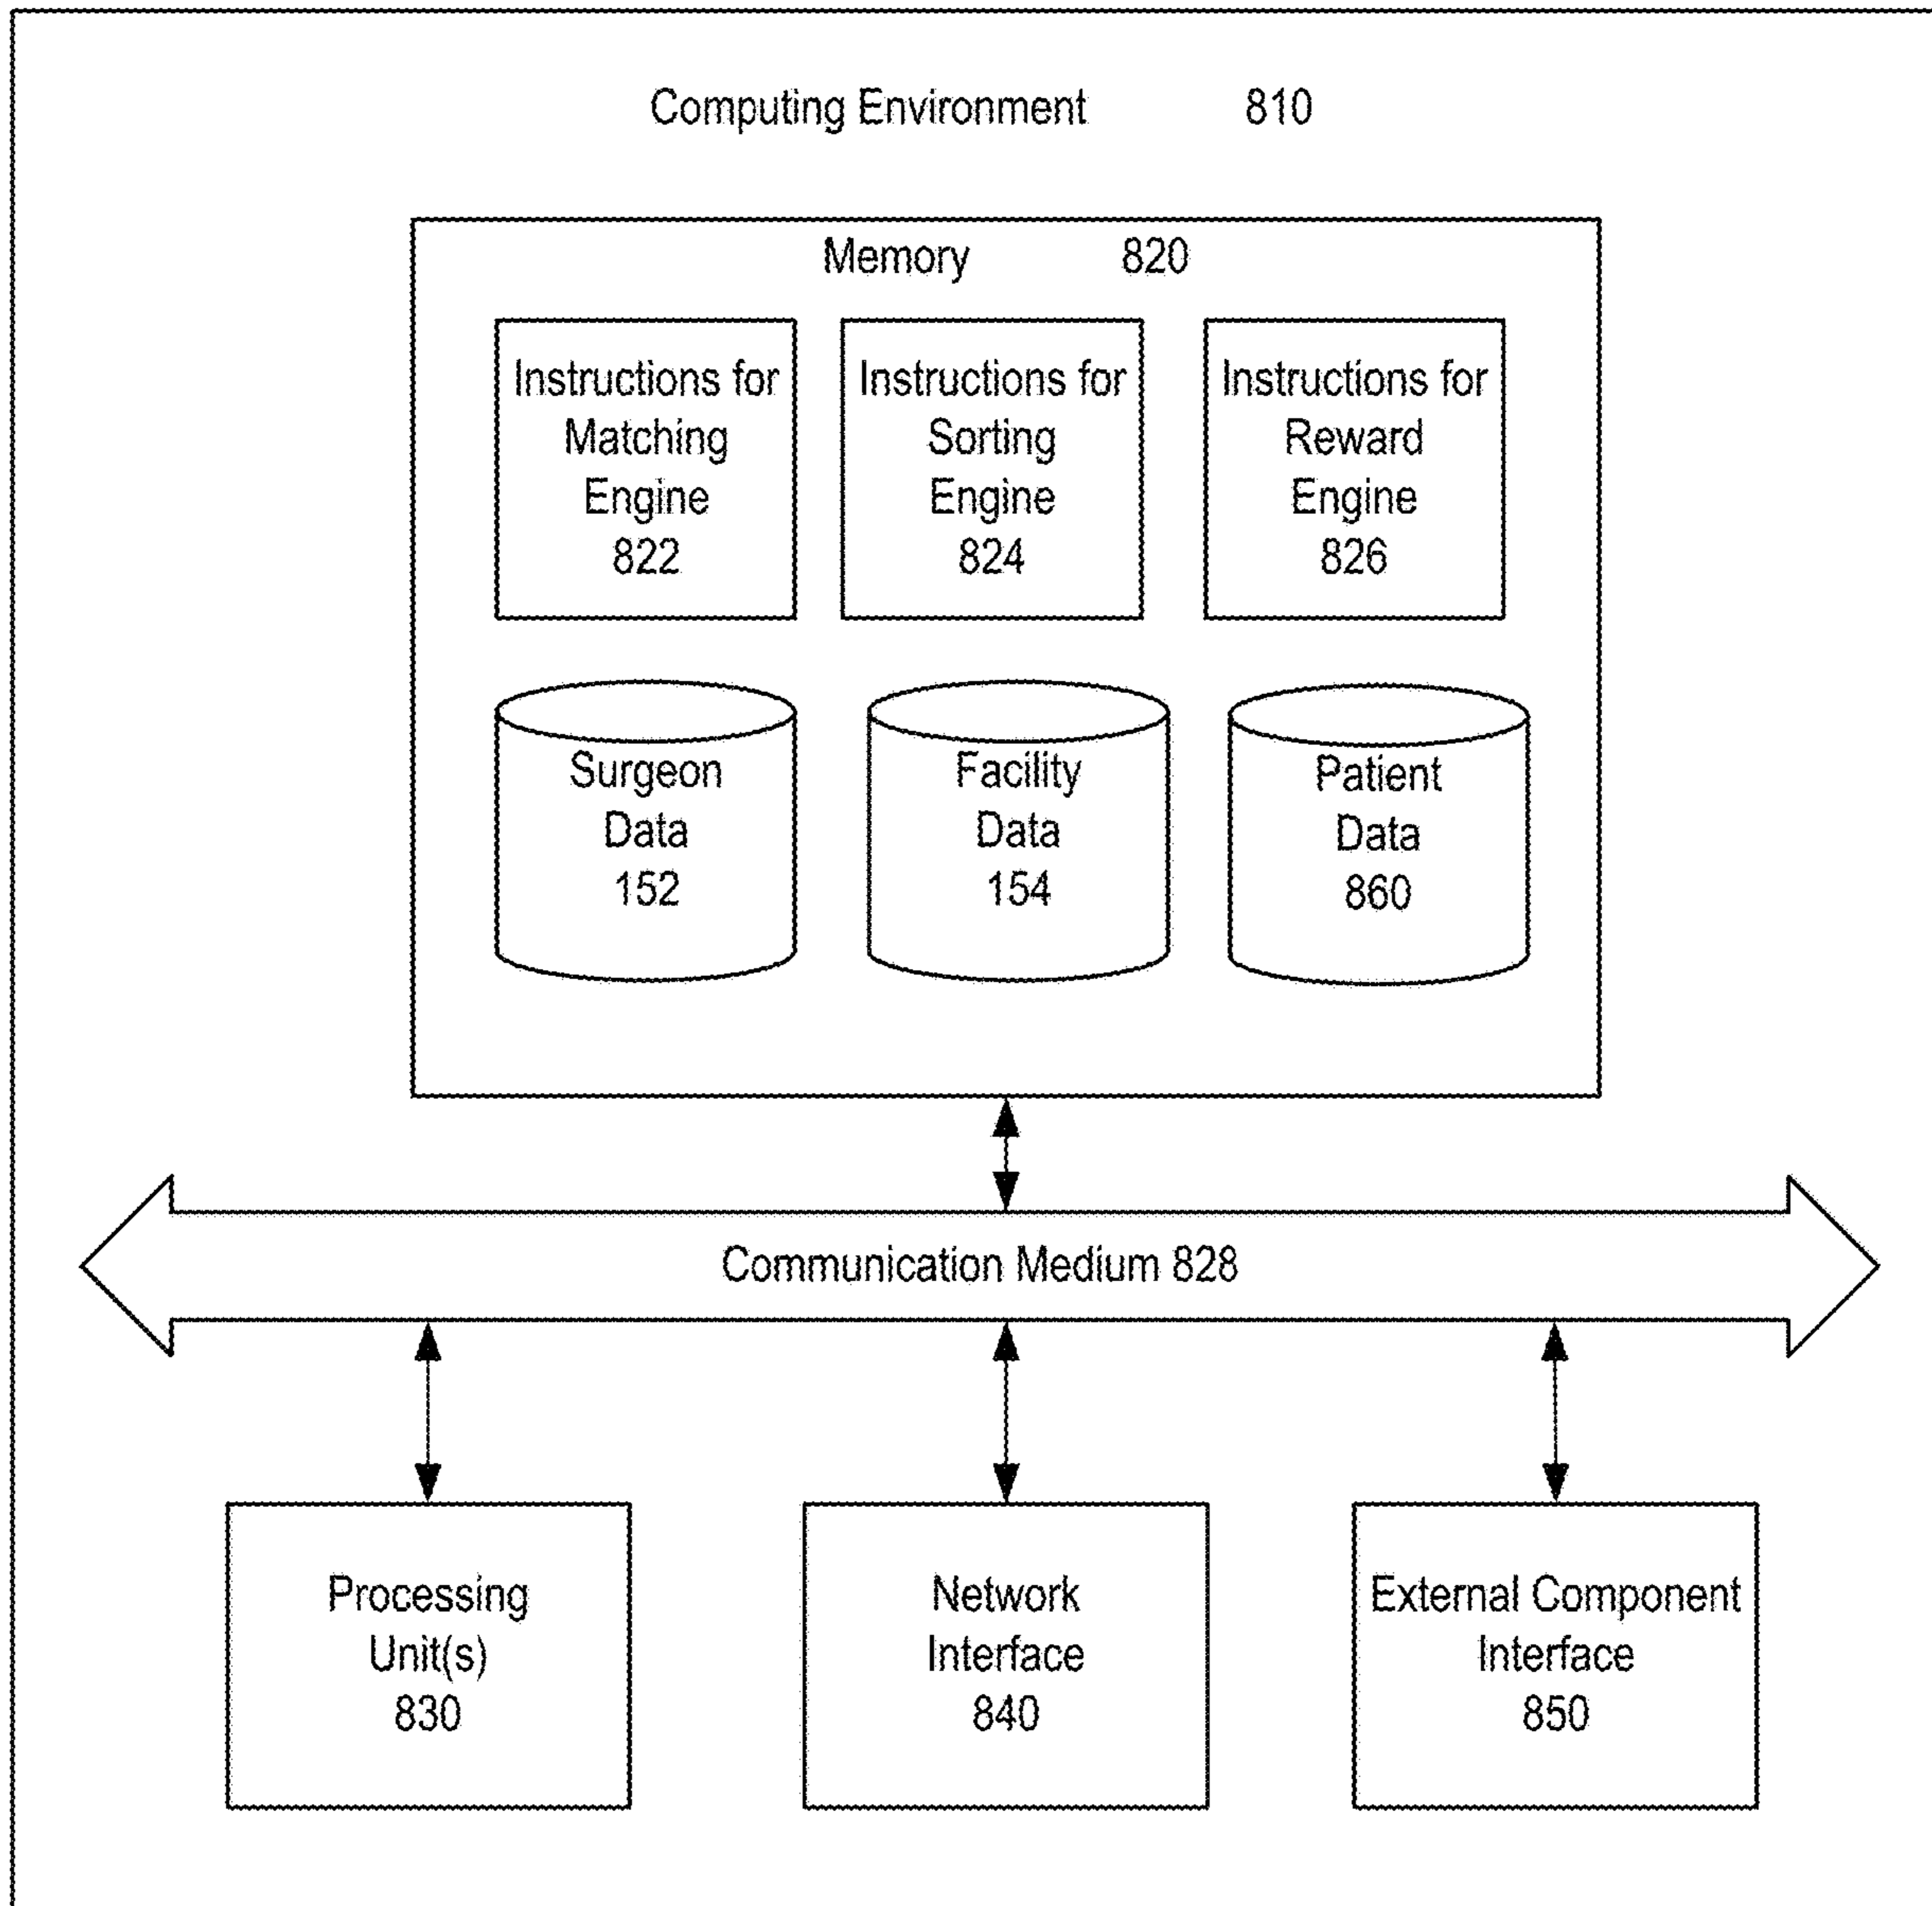 Computing Environment 810
Memory 820
Instructions for
Matching
Engine
822
Instructions for
Sorting
Engine
824
Instructions for
Reward
Engine
826
Surgeon
Data
152
Facility
Data
154
Patient
Data
860
Communication Medium 828
Processing
Unit(s)
830
Network
Interface
840
External Component
Interface
850